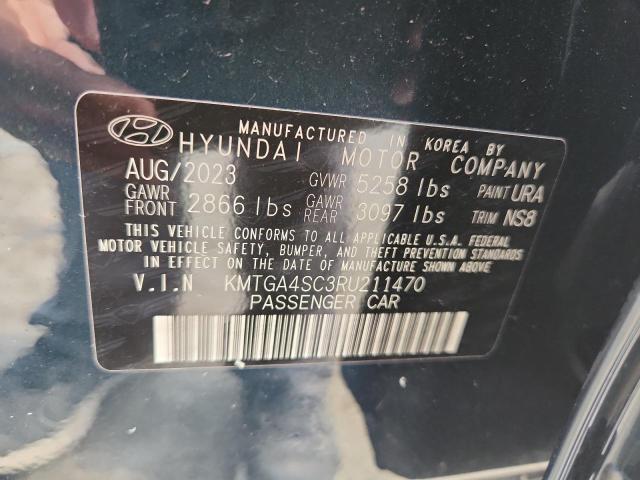 MANUFACTURED IN KOREA BY
HYUNDAI MOTOR COMPANY
AUG/2023 GVWR 5258 lbs PAINT URA
GAWR FRONT 2866 lbs GAWR REAR 3097 lbs TRIM NS8
THIS VEHICLE CONFORMS TO ALL APPLICABLE U.S.A. FEDERAL
MOTOR VEHICLE SAFETY, BUMPER, AND THEFT PREVENTION STANDARDS
IN EFFECT ON THE DATE OF MANUFACTURE SHOWN ABOVE
V.I.N KMTGA4SC3RU211470
PASSENGER CAR